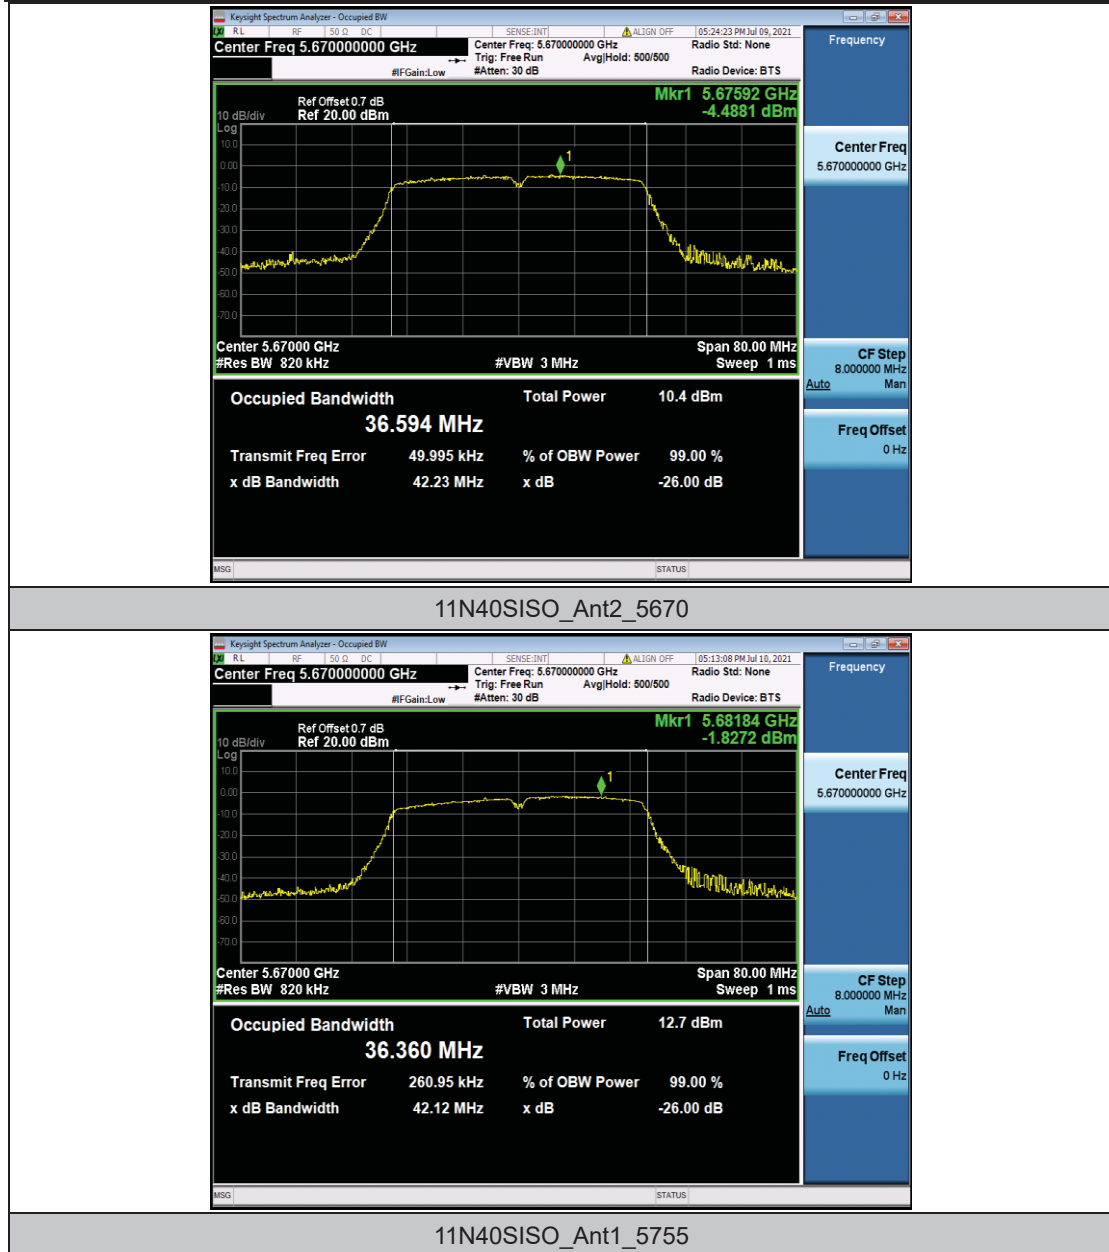 Keysight Spectrum Analyzer - Occupied BW
RL RF 50 Ω DC SENSE:INT ALIGN OFF 05:24:23 PM Jul 09, 2021
Center Freq 5.670000000 GHz Center Freq: 5.670000000 GHz Radio Std: None Frequency
Trig: Free Run Avg|Hold: 500/500
#IFGain:Low #Atten: 30 dB Radio Device: BTS
Ref Offset 0.7 dB Mkr1 5.67592 GHz
10 dB/div Ref 20.00 dBm -4.4881 dBm
Log
10.0
0.00
-10.0
-20.0
-30.0
-40.0
-50.0
-60.0
-70.0
1
Center Freq
5.670000000 GHz
Center 5.67000 GHz Span 80.00 MHz
#Res BW 820 kHz #VBW 3 MHz Sweep 1 ms
CF Step
8.000000 MHz
Auto Man
Occupied Bandwidth Total Power 10.4 dBm
36.594 MHz
Transmit Freq Error 49.995 kHz % of OBW Power 99.00 %
x dB Bandwidth 42.23 MHz x dB -26.00 dB
Freq Offset
0 Hz
MSG STATUS
11N40SISO_Ant2_5670
Keysight Spectrum Analyzer - Occupied BW
RL RF 50 Ω DC SENSE:INT ALIGN OFF 05:13:08 PM Jul 10, 2021
Center Freq 5.670000000 GHz Center Freq: 5.670000000 GHz Radio Std: None Frequency
Trig: Free Run Avg|Hold: 500/500
#IFGain:Low #Atten: 30 dB Radio Device: BTS
Ref Offset 0.7 dB Mkr1 5.68184 GHz
10 dB/div Ref 20.00 dBm -1.8272 dBm
Log
10.0
0.00
-10.0
-20.0
-30.0
-40.0
-50.0
-60.0
-70.0
1
Center Freq
5.670000000 GHz
Center 5.67000 GHz Span 80.00 MHz
#Res BW 820 kHz #VBW 3 MHz Sweep 1 ms
CF Step
8.000000 MHz
Auto Man
Occupied Bandwidth Total Power 12.7 dBm
36.360 MHz
Transmit Freq Error 260.95 kHz % of OBW Power 99.00 %
x dB Bandwidth 42.12 MHz x dB -26.00 dB
Freq Offset
0 Hz
MSG STATUS
11N40SISO_Ant1_5755